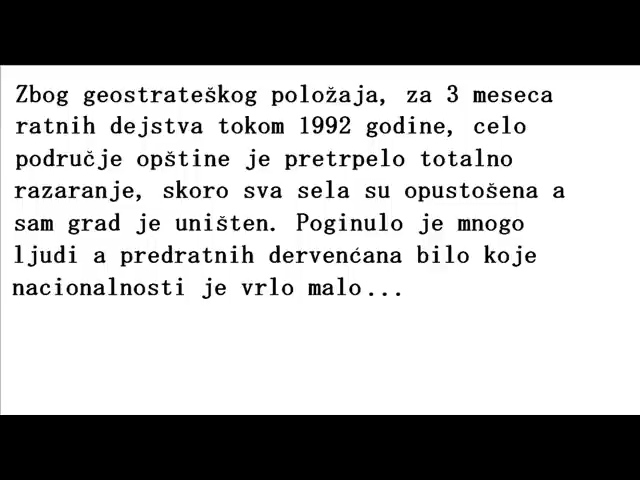 Zbog geostrateškog položaja, za 3 meseca
ratnih dejstva tokom 1992 godine, celo
područje opštine je pretrpelo totalno
razaranje, skoro sva sela su opustošena a
sam grad je uništen. Poginulo je mnogo
ljudi a predratnih dervenćana bilo koje
nacionalnosti je vrlo malo...